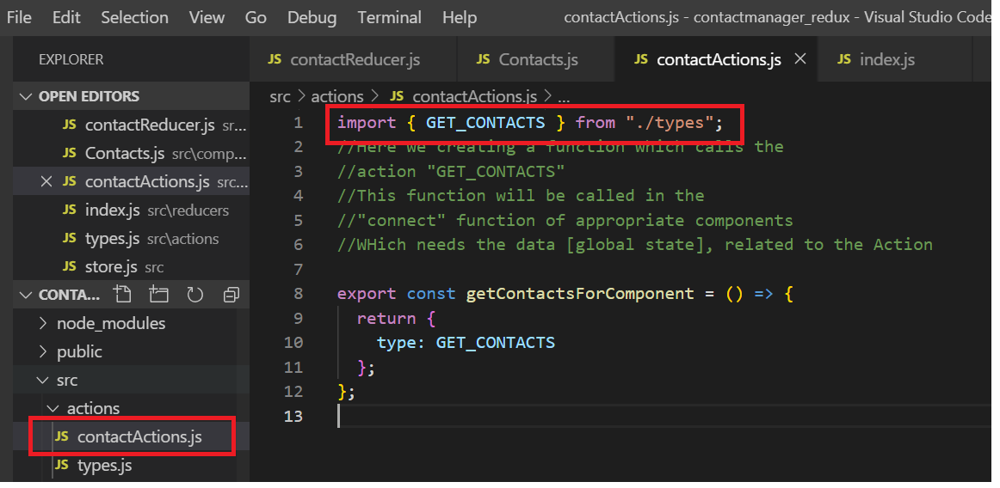 File Edit Selection View Go Debug Terminal Help contactActions.js - contactmanager_redux - Visual Studio Code
EXPLORER
OPEN EDITORS
JS contactReducer.js sr...
JS Contacts.js src\comp...
JS contactActions.js src...
JS index.js src\reducers
JS types.js src\actions
JS store.js src
CONTA...
node_modules
public
src
actions
JS contactActions.js
JS types.js
JS contactReducer.js JS Contacts.js JS contactActions.js JS index.js
src > actions > JS contactActions.js > ...
1 import { GET_CONTACTS } from "./types";
2 //Here we creating a function which calls the
3 //action "GET_CONTACTS"
4 //This function will be called in the
5 //"connect" function of appropriate components
6 //WHich needs the data [global state], related to the Action
7
8 export const getContactsForComponent = () => {
9 return {
10 type: GET_CONTACTS
11 };
12 };
13